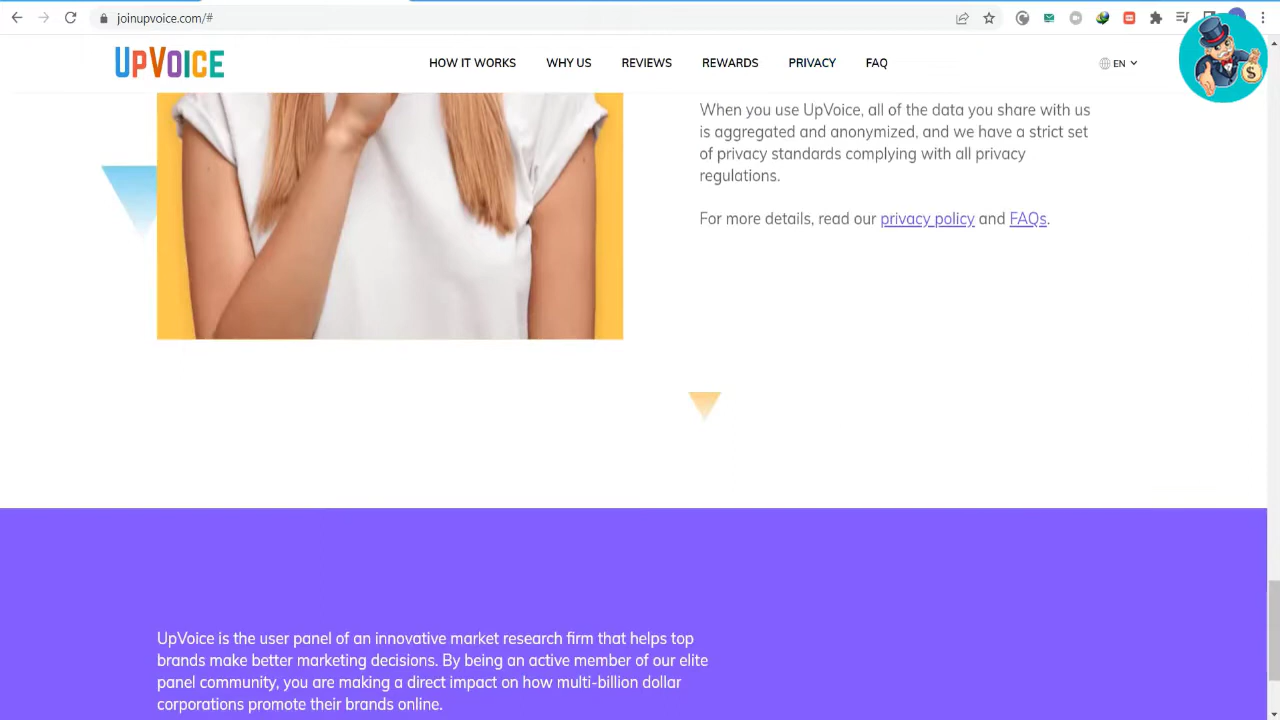 joinupvoice.com/#
UPVOICE
HOW IT WORKS
WHY US
REVIEWS
REWARDS
PRIVACY
FAQ
EN
$
When you use UpVoice, all of the data you share with us
is aggregated and anonymized, and we have a strict set
of privacy standards complying with all privacy
regulations.
For more details, read our privacy policy and FAQs.
UpVoice is the user panel of an innovative market research firm that helps top
brands make better marketing decisions. By being an active member of our elite
panel community, you are making a direct impact on how multi-billion dollar
corporations promote their brands online.